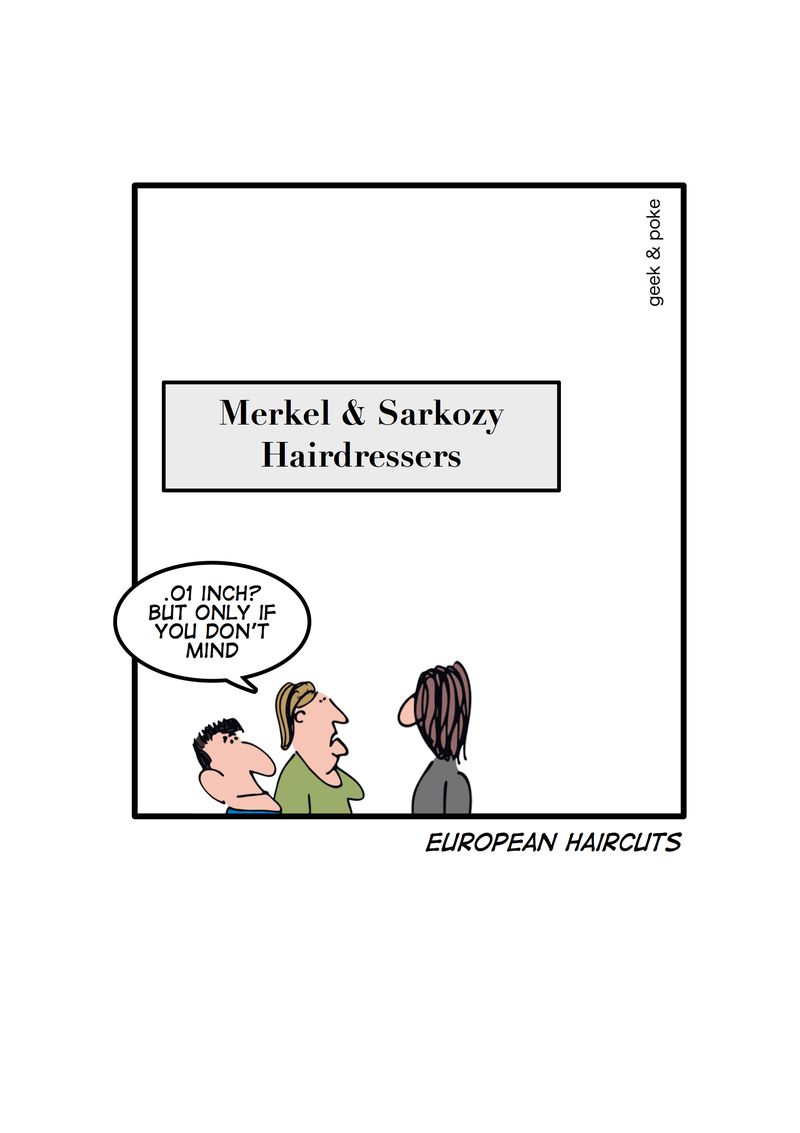 geek & poke
Merkel & Sarkozy
Hairdressers
.01 INCH?
BUT ONLY IF
YOU DON'T
MIND
EUROPEAN HAIRCUTS